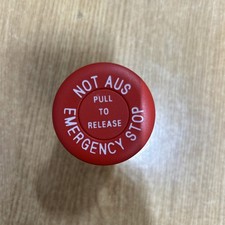 NOT AUS
PULL
TO
RELEASE
EMERGENCY STOP